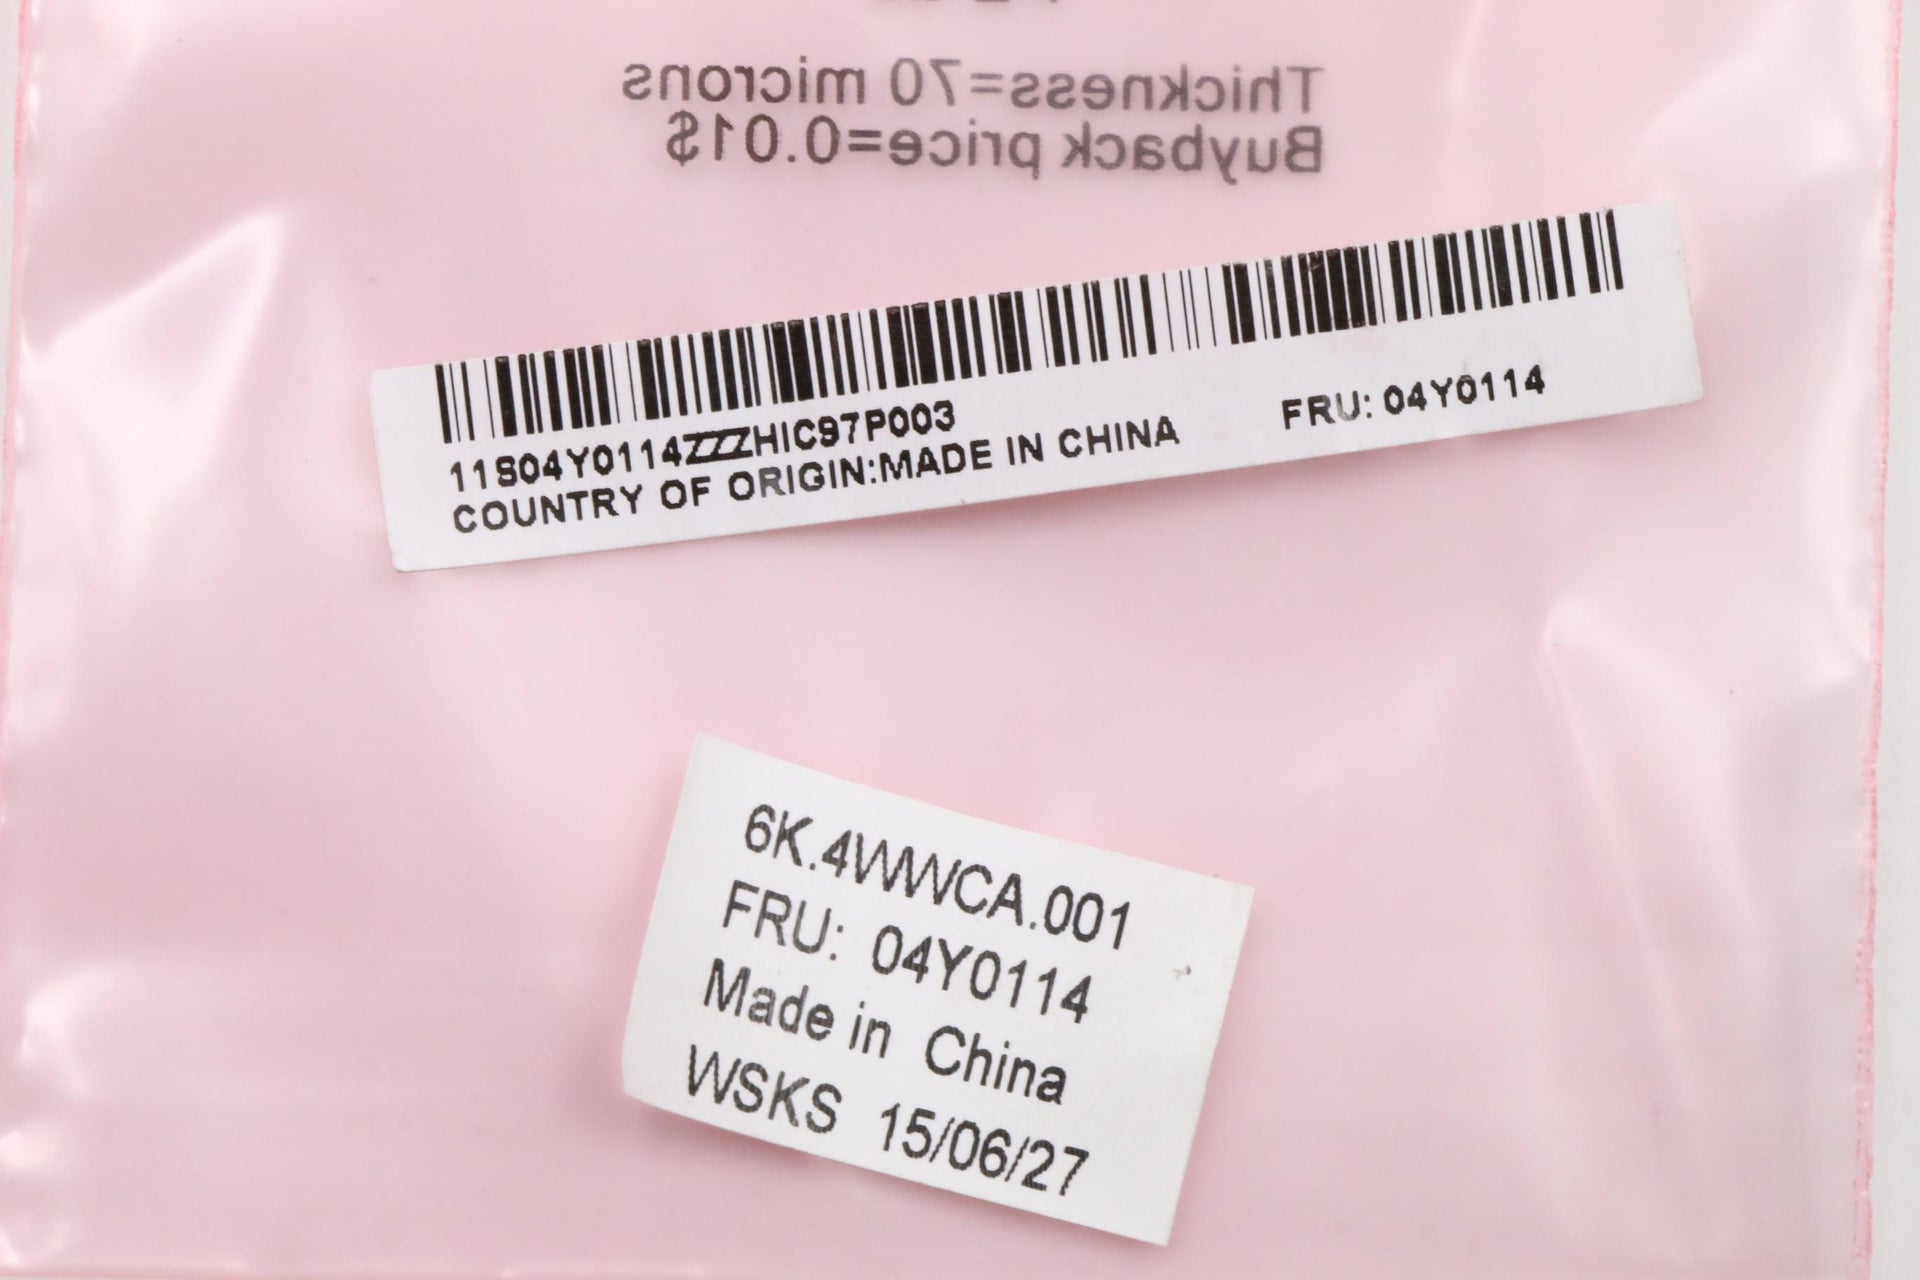 Thickness=70 microns
Buyback price=0.01$
11S04Y0114ZZZHIC97P003
COUNTRY OF ORIGIN:MADE IN CHINA
FRU: 04Y0114
6K.4WWCA.001
FRU: 04Y0114
Made in China
WSKS 15/06/27